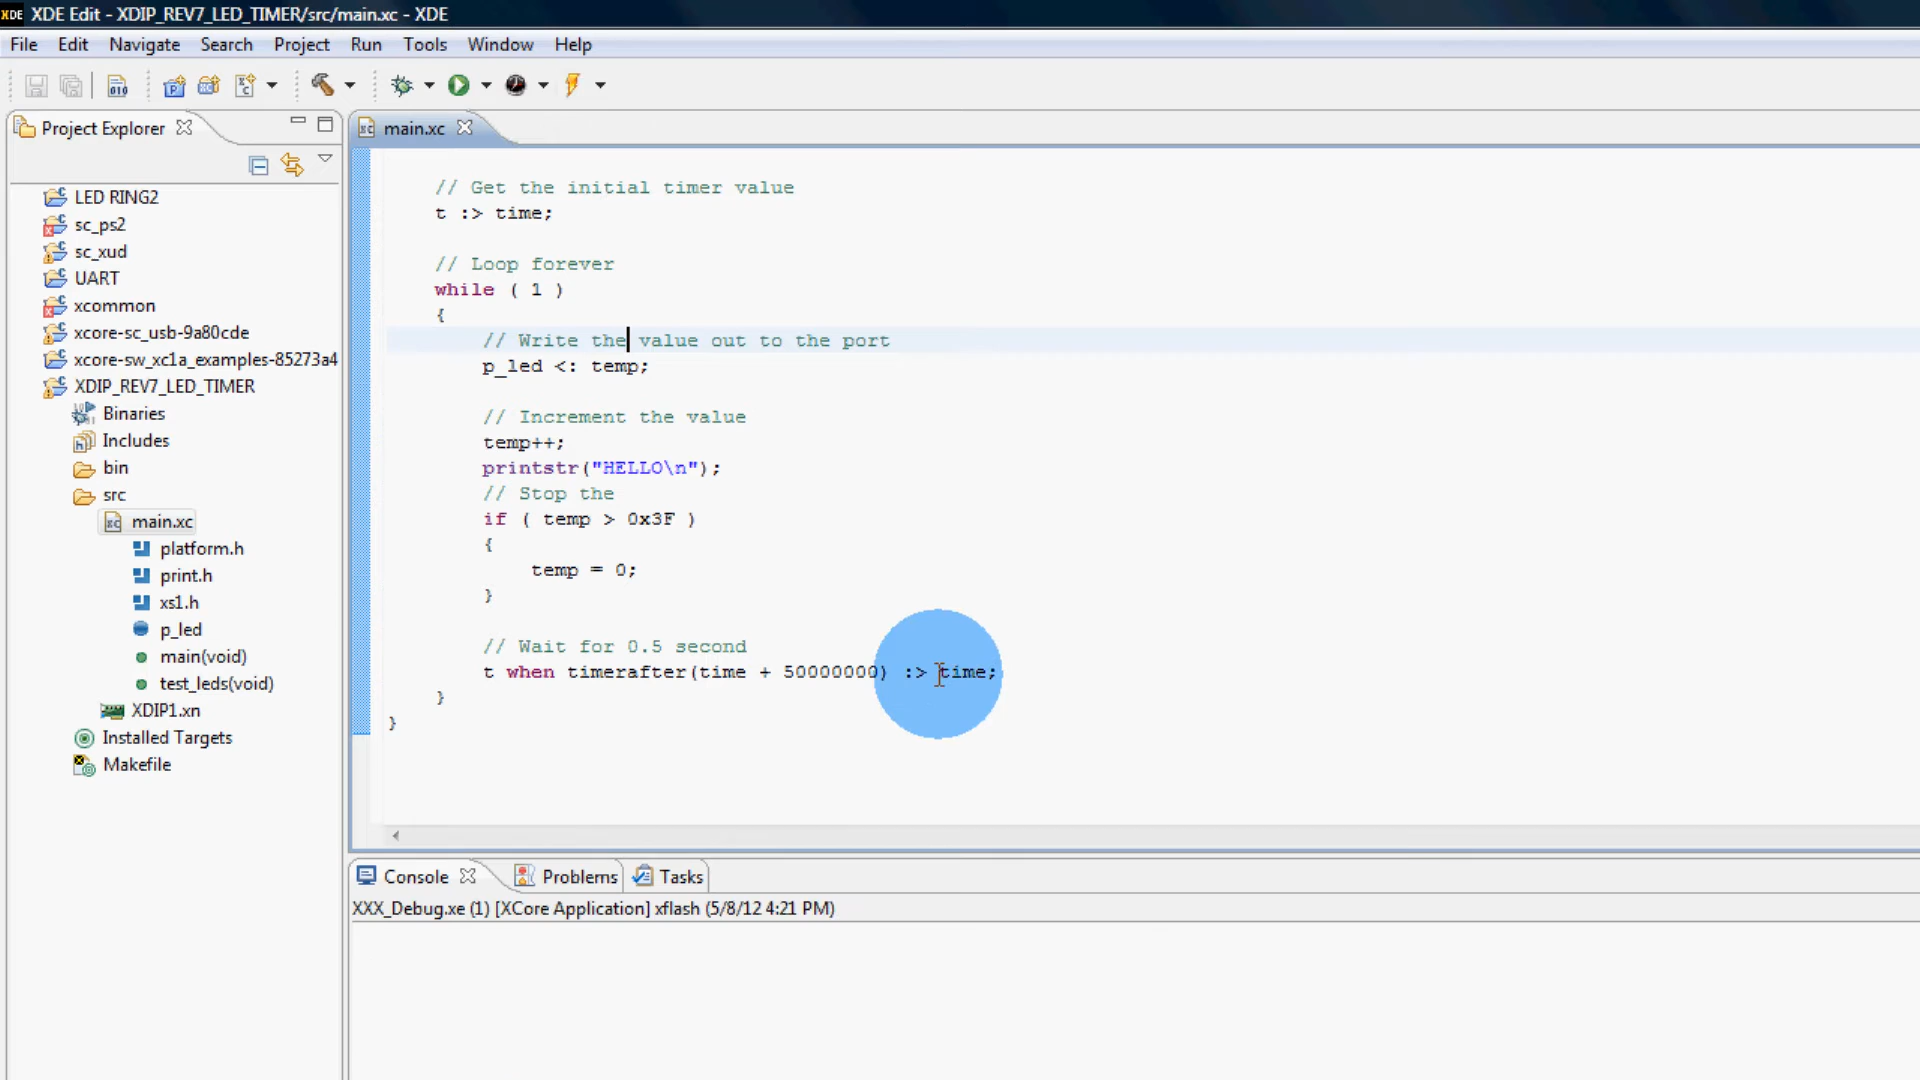 XDE Edit - XDIP_REV7_LED_TIMER/src/main.xc - XDE
File Edit Navigate Search Project Run Tools Window Help
Project Explorer
LED RING2
sc_ps2
sc_xud
UART
xcommon
xcore-sc_usb-9a80cde
xcore-sw_xc1a_examples-85273a4
XDIP_REV7_LED_TIMER
Binaries
Includes
bin
src
main.xc
platform.h
print.h
xs1.h
p_led
main(void)
test_leds(void)
XDIP1.xn
Installed Targets
Makefile
main.xc
// Get the initial timer value
t :> time;
// Loop forever
while ( 1 )
{
// Write the value out to the port
p_led <: temp;
// Increment the value
temp++;
printstr("HELLO\n");
// Stop the
if ( temp > 0x3F )
{
temp = 0;
}
// Wait for 0.5 second
t when timerafter(time + 50000000) :> time;
}
}
Console Problems Tasks
XXX_Debug.xe (1) [XCore Application] xflash (5/8/12 4:21 PM)